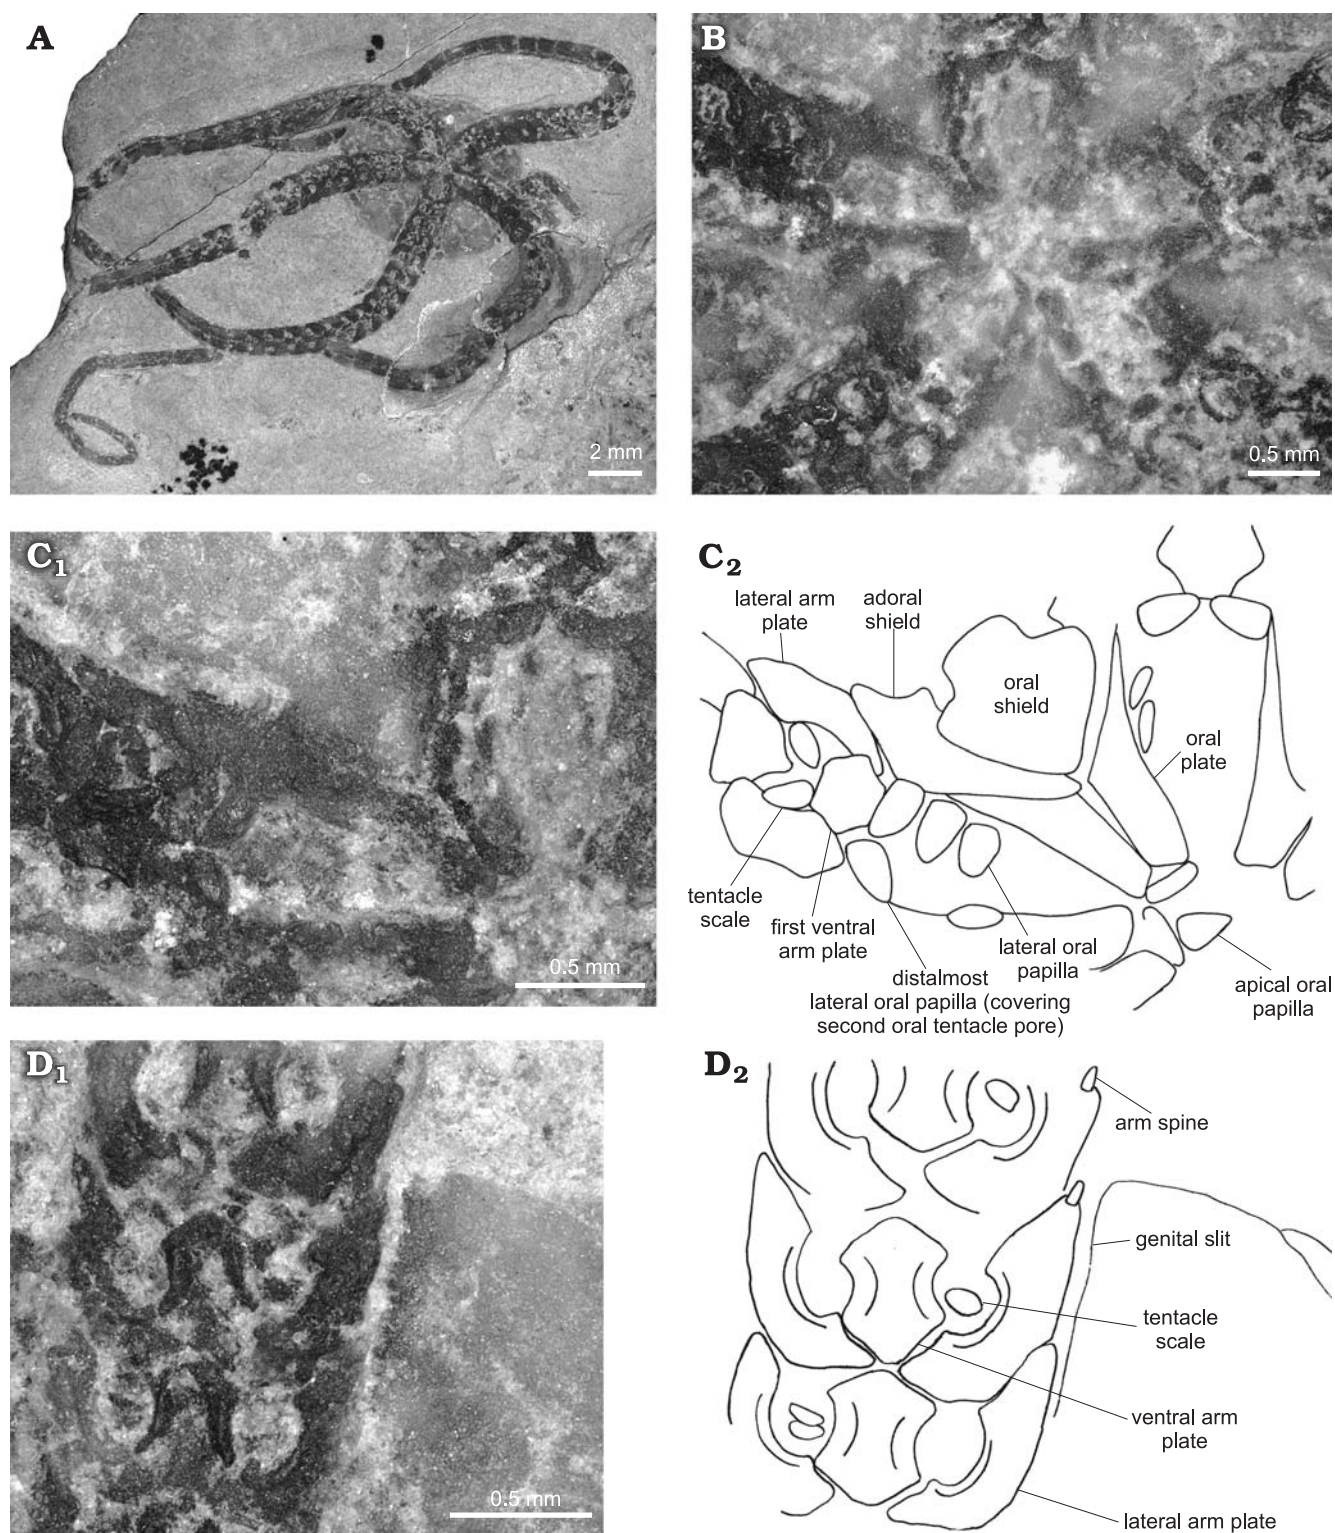 A
2 mm
B
0.5 mm
C1
0.5 mm
C2
lateral arm
plate
adoral
shield
oral
shield
oral
plate
tentacle
scale
first ventral
arm plate
distalmost
lateral oral papilla (covering
second oral tentacle pore)
lateral oral
papilla
apical oral
papilla
D1
0.5 mm
D2
arm spine
genital slit
tentacle
scale
ventral arm
plate
lateral arm plate